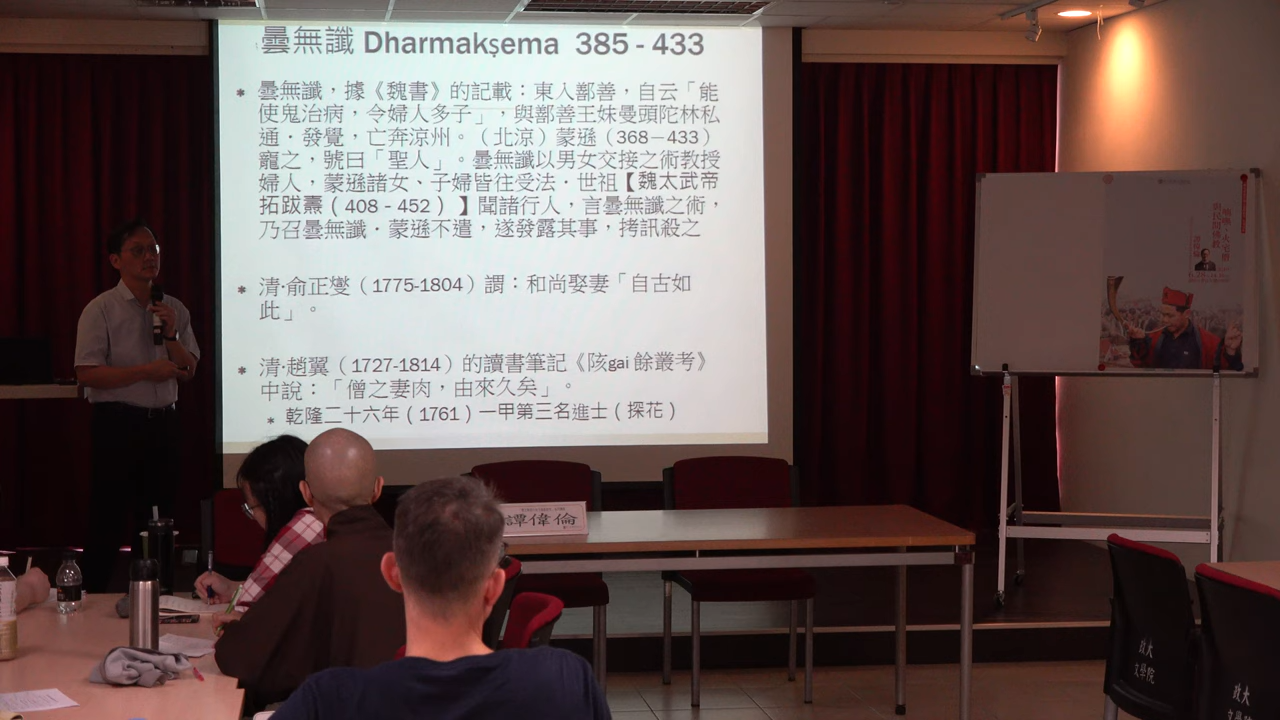 曇無讖 Dharmakṣema 385 - 433
* 曇無讖，據《魏書》的記載：東入鄯善，自云「能
使鬼治病，令婦人多子」，與鄯善王妹曼頭陀林私
通．發覺，亡奔涼州。（北涼）蒙遜（368－433）
寵之，號曰「聖人」。曇無讖以男女交接之術教授
婦人，蒙遜諸女、子婦皆往受法．世祖【魏太武帝
拓跋燾（408 - 452）】聞諸行人，言曇無讖之術，
乃召曇無讖．蒙遜不遣，遂發露其事，拷訊殺之
* 清·俞正燮（1775-1804）謂：和尚娶妻「自古如
此」。
* 清·趙翼（1727-1814）的讀書筆記《陔gai 餘叢考》
中說：「僧之妻肉，由來久矣」。
* 乾隆二十六年（1761）一甲第三名進士（探花）
譚偉倫
政大
文學院
政大